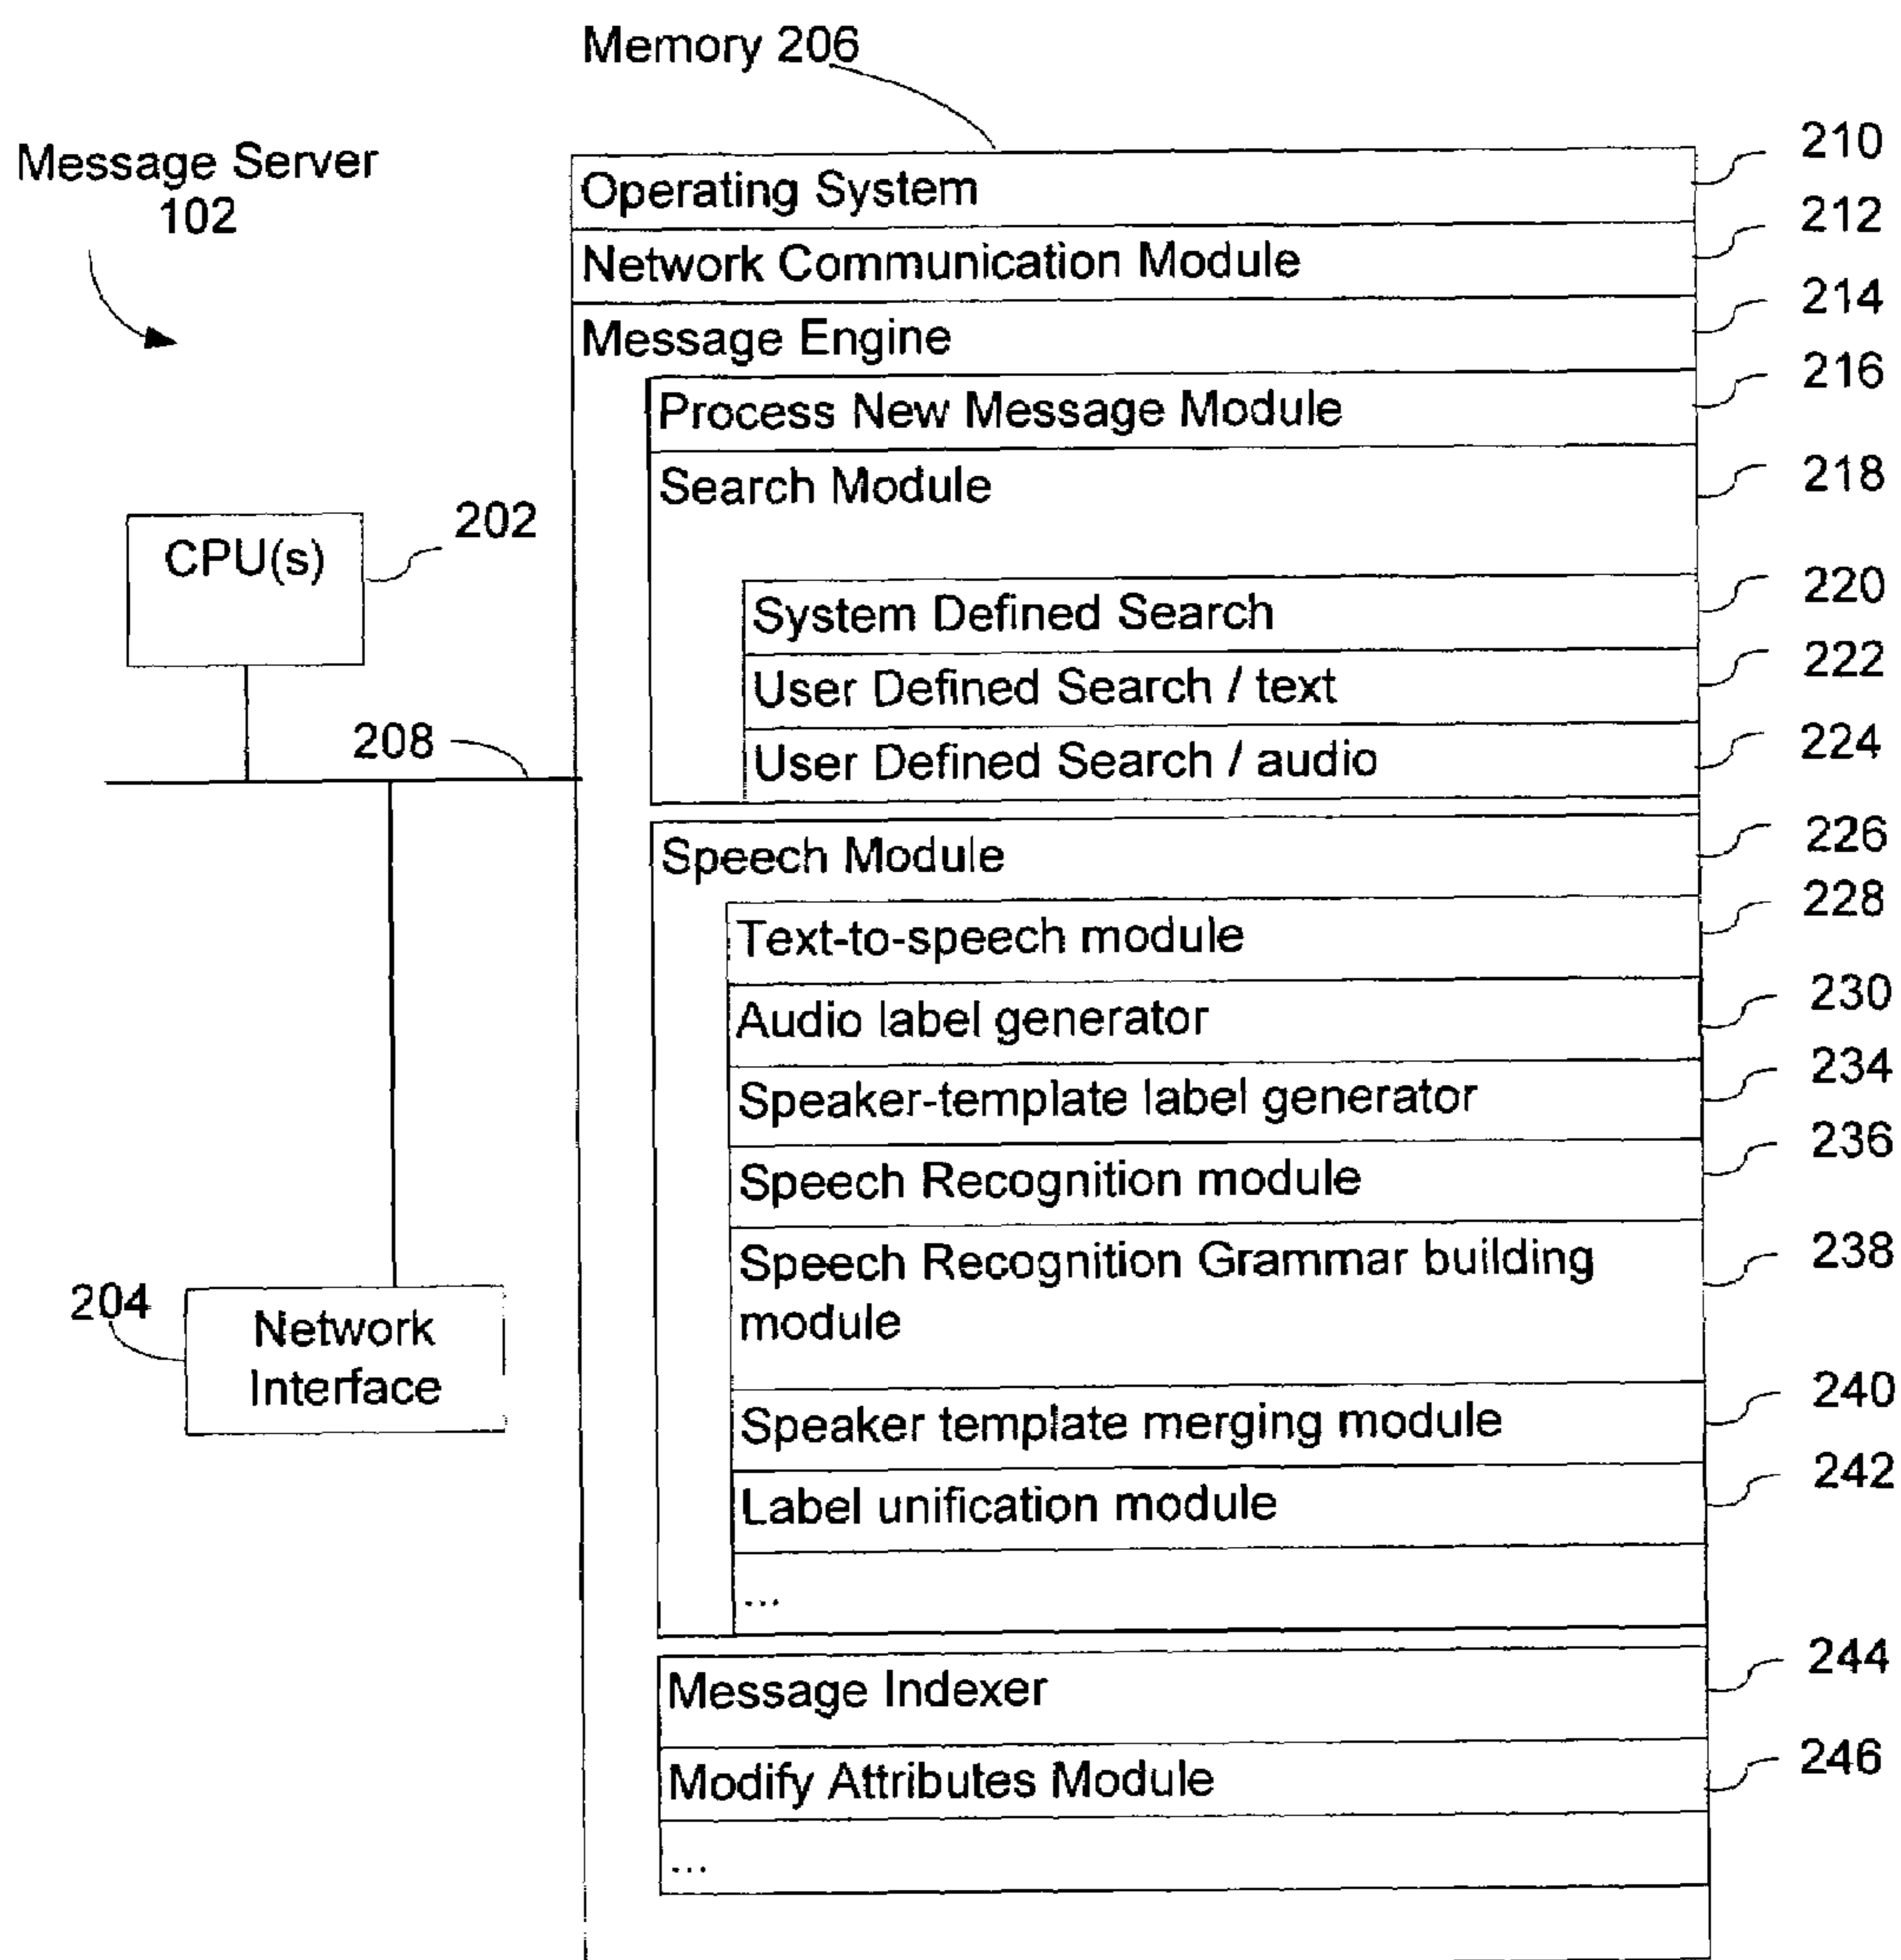 Memory 206
Message Server
102
Operating System
210
Network Communication Module
212
Message Engine
214
Process New Message Module
216
Search Module
218
CPU(s)
202
System Defined Search
220
User Defined Search / text
222
208
User Defined Search / audio
224
Speech Module
226
Text-to-speech module
228
Audio label generator
230
Speaker-template label generator
234
Speech Recognition module
236
Speech Recognition Grammar building
module
238
204
Network
Interface
Speaker template merging module
240
Label unification module
242
...
Message Indexer
244
Modify Attributes Module
246
...